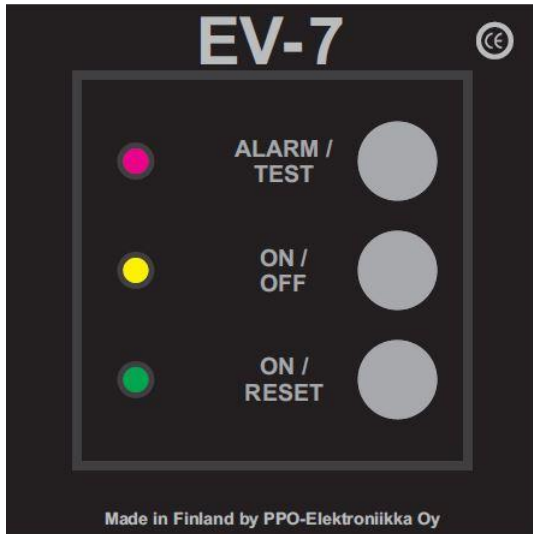 EV-7
CE
ALARM /
TEST
ON /
OFF
ON /
RESET
Made in Finland by PPO-Elektroniikka Oy